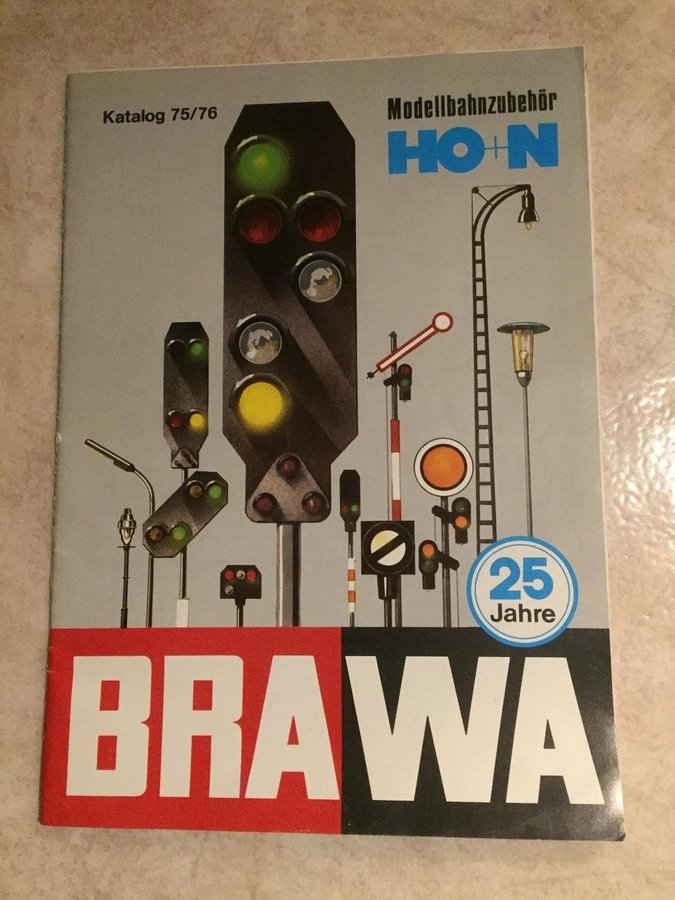 Katalog 75/76
Modellbahnzubehör
HO+N
25
Jahre
BRAWA